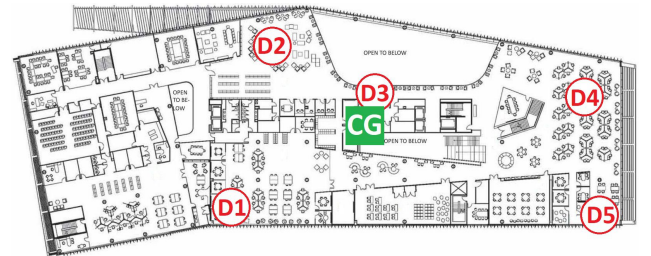 D2
OPEN TO BELOW
D3
D4
OPEN
TO BE-
LOW
CG
OPEN TO BELOW
D1
D5